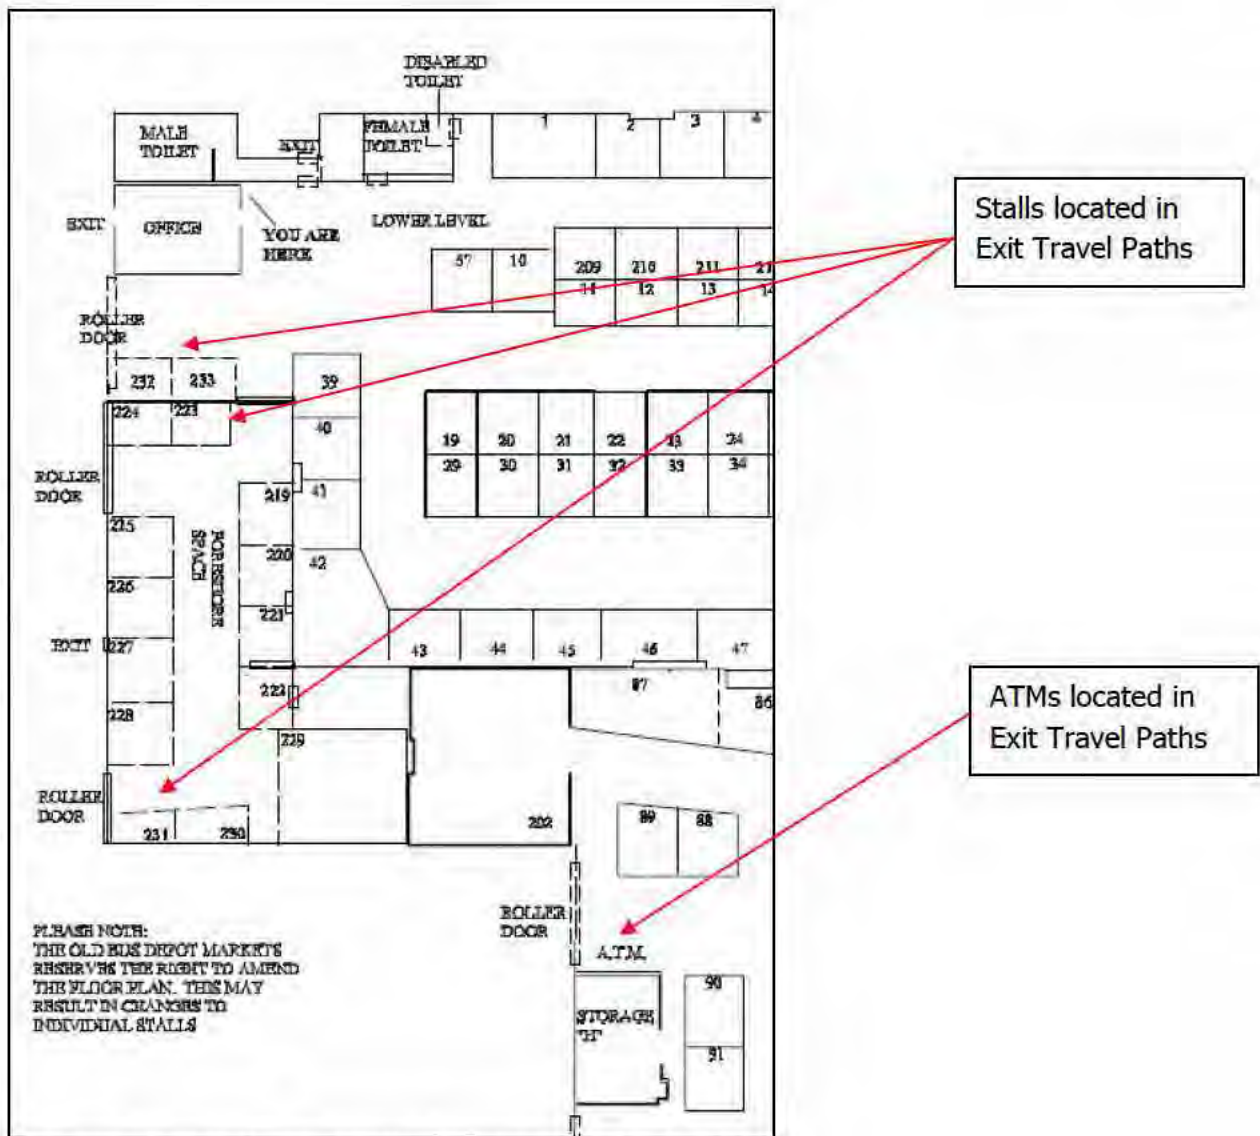 DISABLED
TOILET
MALE
TOILET
EXIT
FEMALE
TOILET
1
2
3
4
EXIT
OFFICE
YOU ARE
HERE
LOWER LEVEL
57
10
209
210
211
11
12
13
14
ROLLER
DOOR
232
233
39
224
223
40
19
20
21
22
23
24
29
30
31
32
33
34
ROLLER
DOOR
219
41
215
220
42
226
221
EXIT
227
43
44
45
46
47
222
87
86
228
229
ROLLER
DOOR
231
230
202
89
88
ROLLER
DOOR
A.T.M.
PLEASE NOTE:
THE OLD BUS DEPOT MARKETS
RESERVES THE RIGHT TO AMEND
THE FLOOR PLAN. THIS MAY
RESULT IN CHANGES TO
INDIVIDUAL STALLS
STORAGE
"H"
90
91
Stalls located in
Exit Travel Paths
ATMs located in
Exit Travel Paths